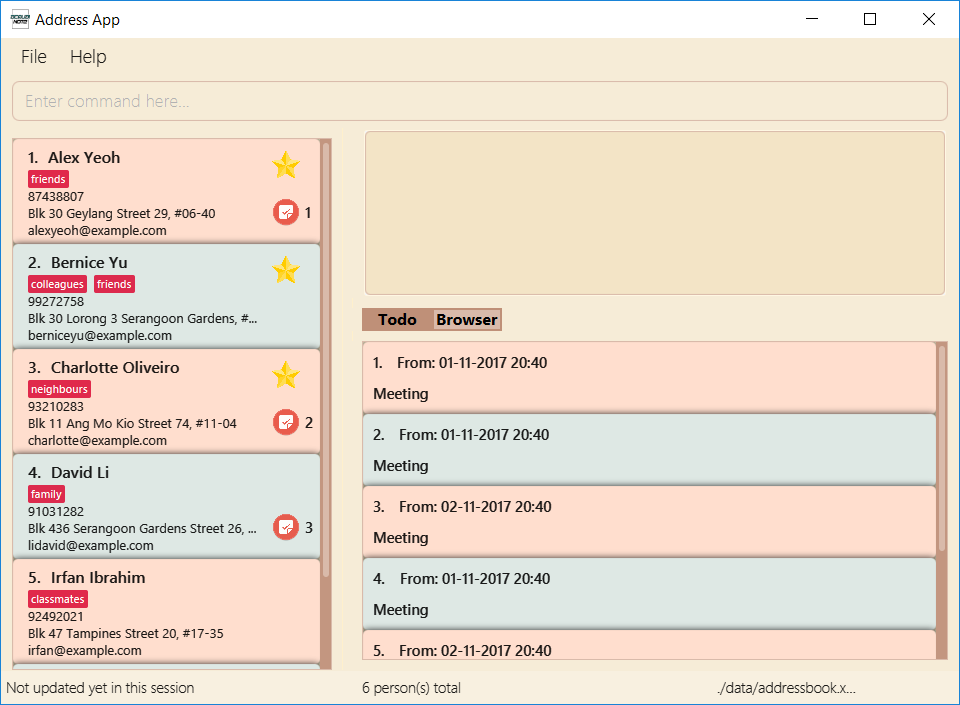 Address App
File Help
Enter command here...
1. Alex Yeoh
friends
87438807
Blk 30 Geylang Street 29, #06-40
1
alexyeoh@example.com
2. Bernice Yu
colleagues friends
99272758
Blk 30 Lorong 3 Serangoon Gardens, #...
berniceyu@example.com
3. Charlotte Oliveiro
neighbours
93210283
Blk 11 Ang Mo Kio Street 74, #11-04
2
charlotte@example.com
4. David Li
family
91031282
Blk 436 Serangoon Gardens Street 26, ...
3
lidavid@example.com
5. Irfan Ibrahim
classmates
92492021
Blk 47 Tampines Street 20, #17-35
irfan@example.com
Todo Browser
1. From: 01-11-2017 20:40
Meeting
2. From: 01-11-2017 20:40
Meeting
3. From: 02-11-2017 20:40
Meeting
4. From: 01-11-2017 20:40
Meeting
5. From: 02-11-2017 20:40
Not updated yet in this session
6 person(s) total
./data/addressbook.x...